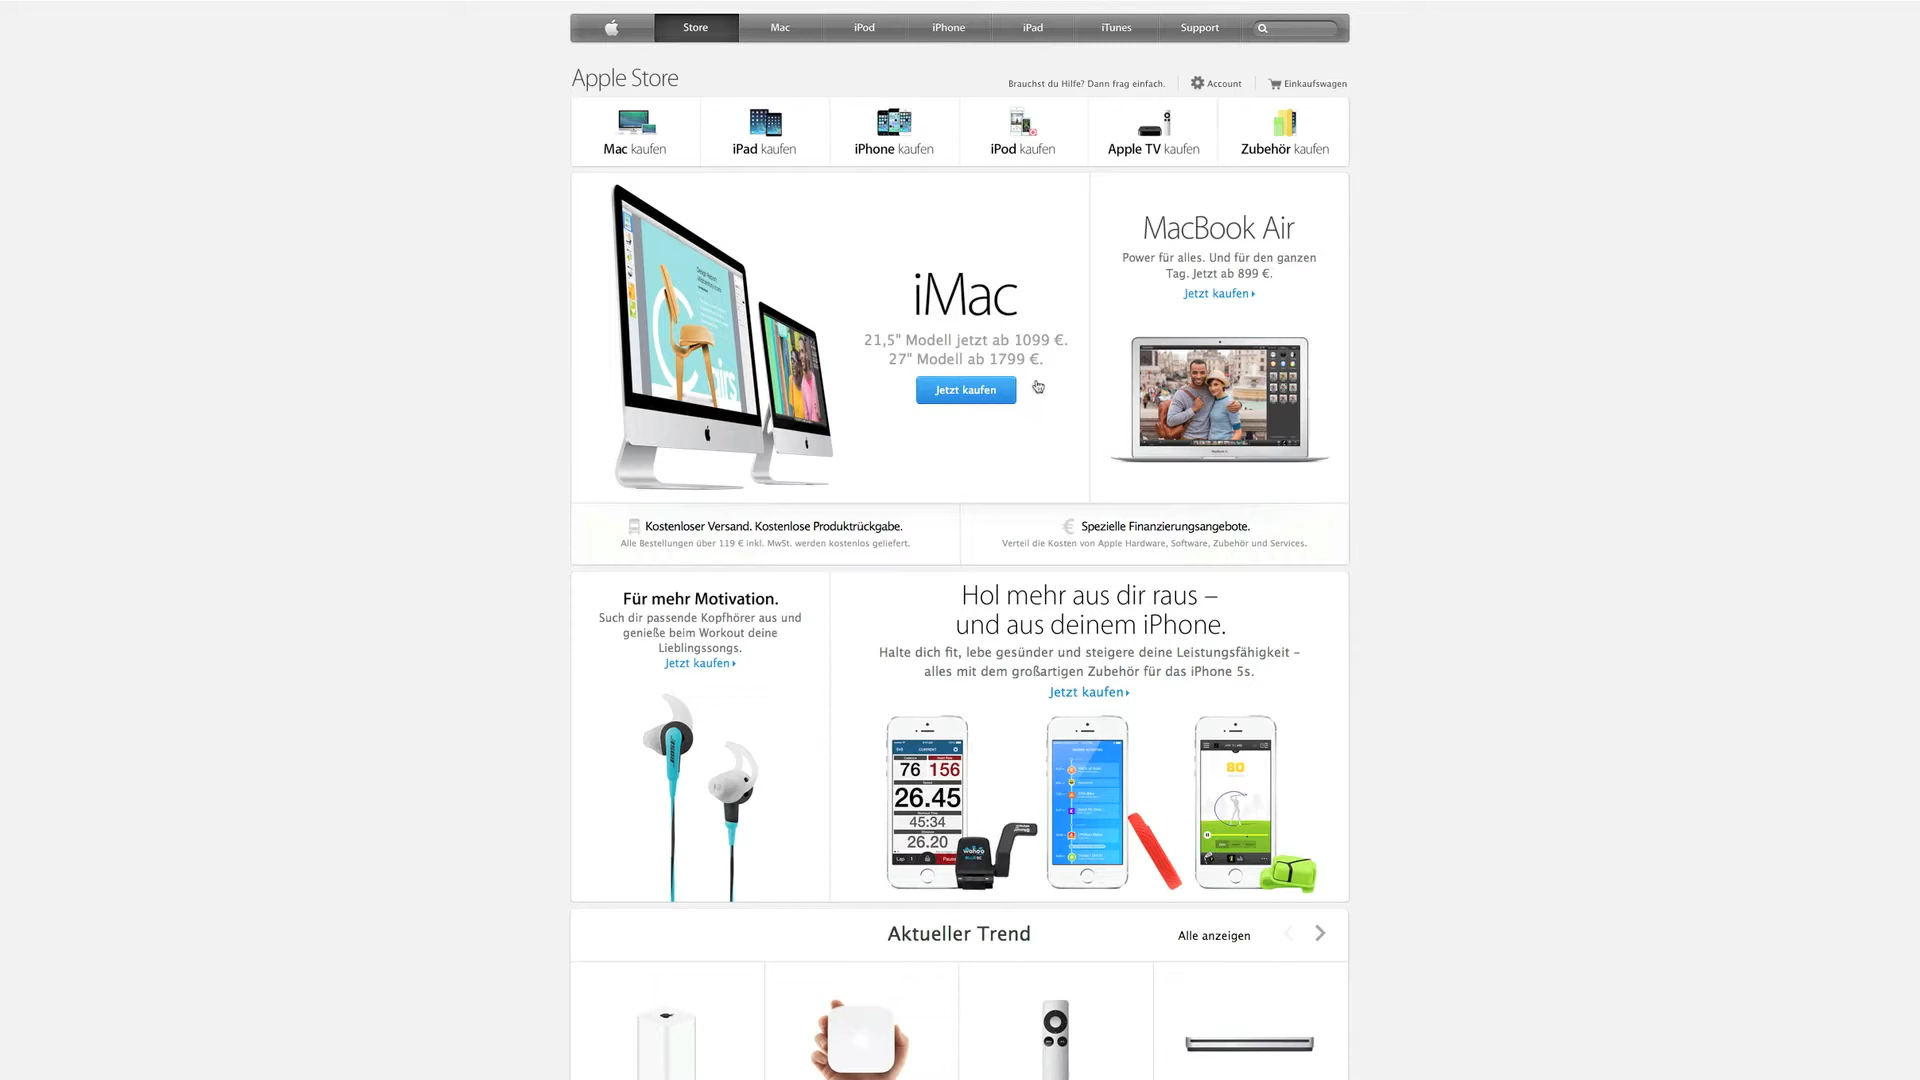 Store
Mac
iPod
iPhone
iPad
iTunes
Support
Apple Store
Brauchst du Hilfe? Dann frag einfach.
Account
Einkaufswagen
Mac kaufen
iPad kaufen
iPhone kaufen
iPod kaufen
Apple TV kaufen
Zubehör kaufen
iMac
21,5" Modell jetzt ab 1099 €.
27" Modell ab 1799 €.
Jetzt kaufen
MacBook Air
Power für alles. Und für den ganzen
Tag. Jetzt ab 899 €.
Jetzt kaufen
Kostenloser Versand. Kostenlose Produktrückgabe.
Alle Bestellungen über 119 € inkl. MwSt. werden kostenlos geliefert.
Spezielle Finanzierungsangebote.
Verteil die Kosten von Apple Hardware, Software, Zubehör und Services.
Für mehr Motivation.
Such dir passende Kopfhörer aus und
genieße beim Workout deine
Lieblingssongs.
Jetzt kaufen
Hol mehr aus dir raus –
und aus deinem iPhone.
Halte dich fit, lebe gesünder und steigere deine Leistungsfähigkeit –
alles mit dem großartigen Zubehör für das iPhone 5s.
Jetzt kaufen
BOSE
CURRENT
76 156
26.45
45:34
26.20
Lap 1
wahoo
80
Aktueller Trend
Alle anzeigen